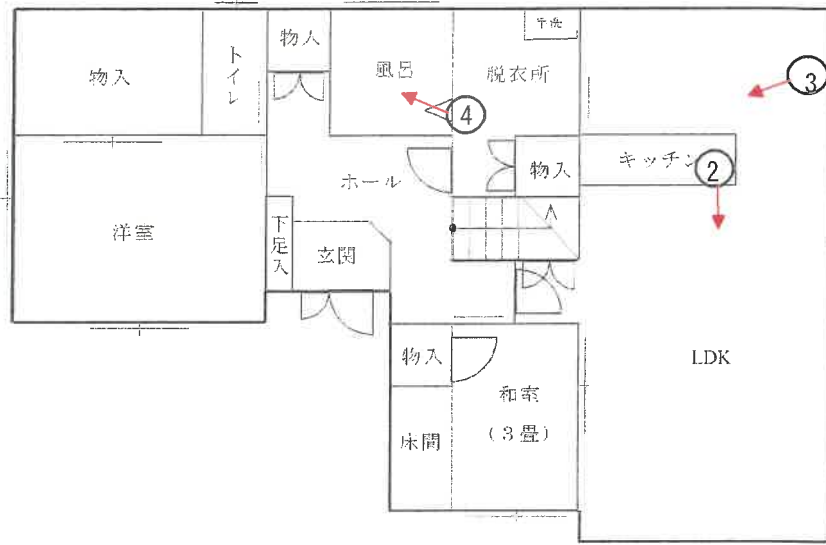 物入
トイレ
物入
風呂
脱衣所
③
④
物入
キッチン
②
ホール
洋室
下足入
玄関
LDK
物入
和室
(3畳)
床間